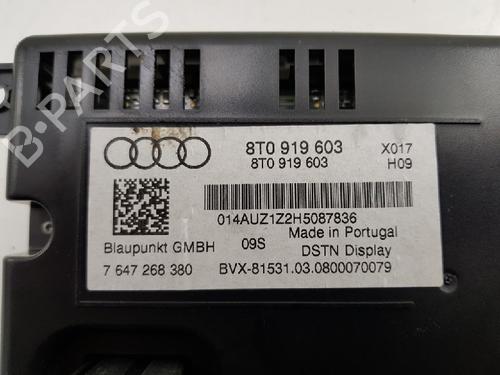 B-PARTS
8T0 919 603 X017
8T0 919 603 H09
014AUZ1Z2H5087836
Made in Portugal
Blaupunkt GMBH 09S DSTN Display
7 647 268 380 BVX-81531.03.0800070079